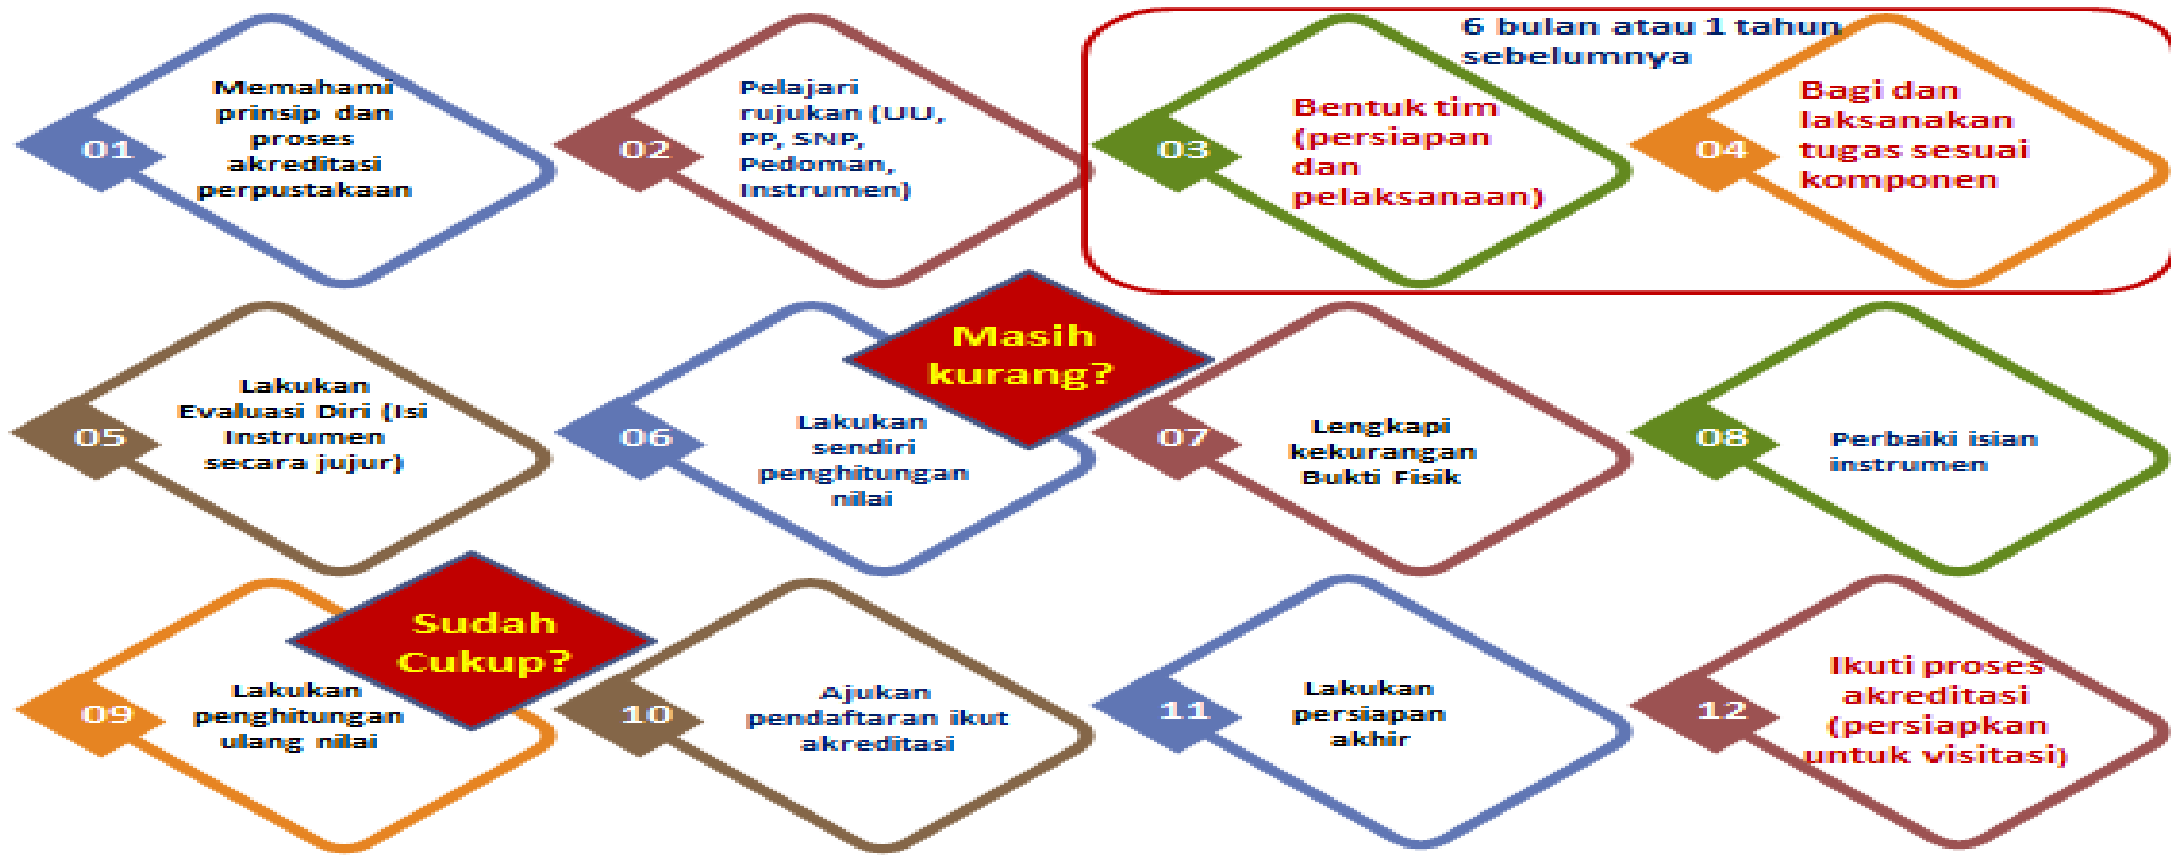 01
Memahami
prinsip dan
proses
akreditasi
perpustakaan
02
Pelajari
rujukan (UU,
PP, SNP,
Pedoman,
Instrumen)
6 bulan atau 1 tahun
sebelumnya
03
Bentuk tim
(persiapan
dan
pelaksanaan)
04
Bagi dan
laksanakan
tugas sesuai
komponen
05
Lakukan
Evaluasi Diri (Isi
Instrumen
secara jujur)
06
Lakukan
sendiri
penghitungan
nilai
Masih
kurang?
07
Lengkapi
kekurangan
Bukti Fisik
08
Perbaiki isian
instrumen
09
Lakukan
penghitungan
ulang nilai
Sudah
Cukup?
10
Ajukan
pendaftaran ikut
akreditasi
11
Lakukan
persiapan
akhir
12
Ikuti proses
akreditasi
(persiapkan
untuk visitasi)